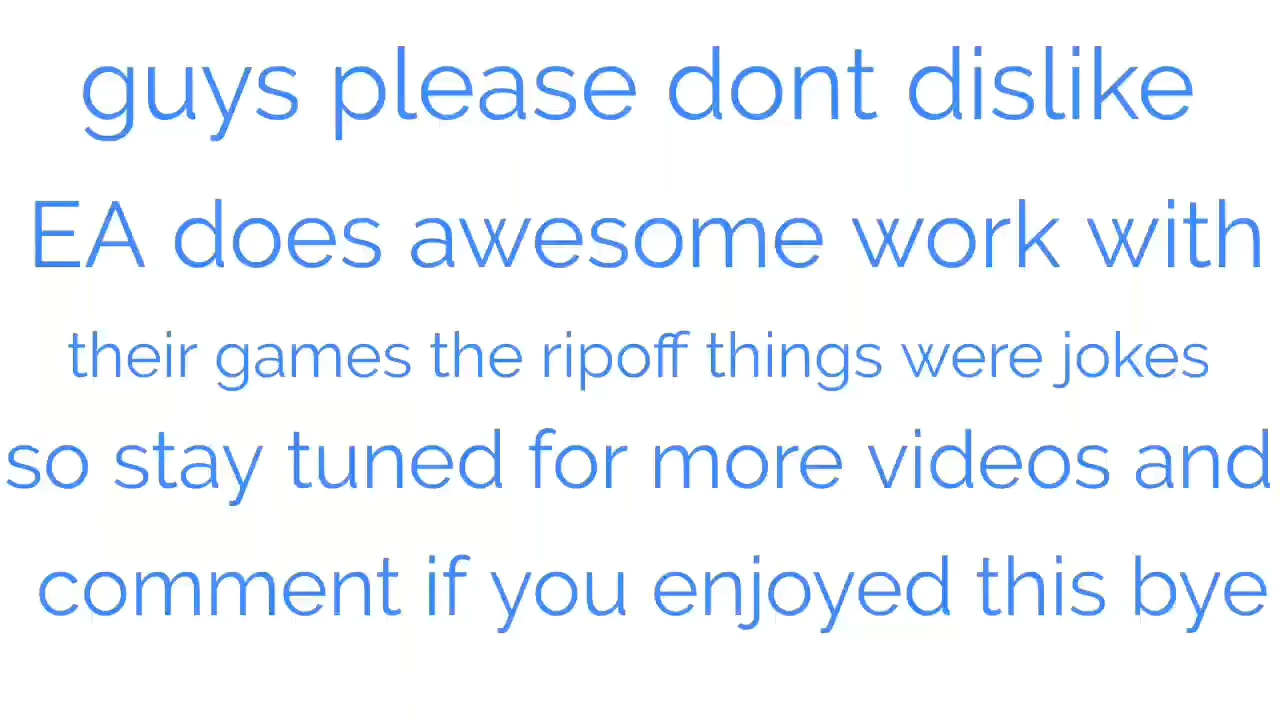 guys please dont dislike
EA does awesome work with
their games the ripoff things were jokes
so stay tuned for more videos and
comment if you enjoyed this bye